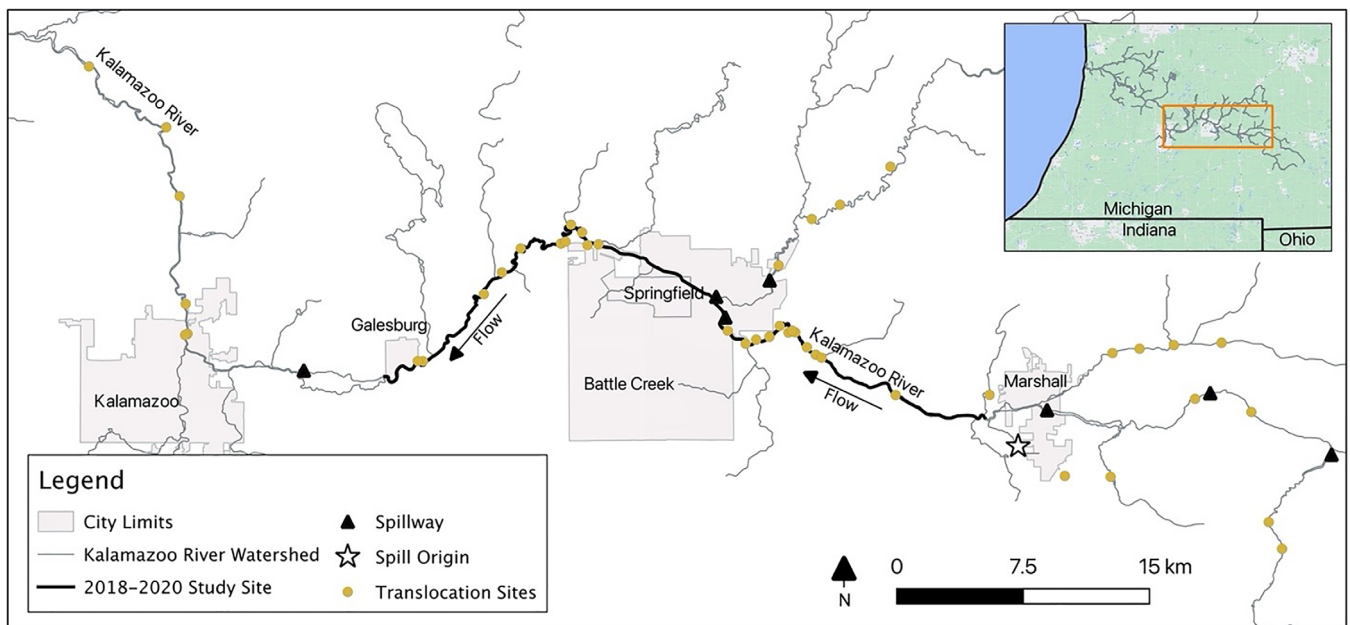 Kalamazoo River
Michigan
Indiana
Ohio
Springfield
Galesburg
Flow
Kalamazoo River
Flow
Battle Creek
Marshall
Kalamazoo
Legend
City Limits
Kalamazoo River Watershed
2018–2020 Study Site
Spillway
Spill Origin
Translocation Sites
N
0 7.5 15 km